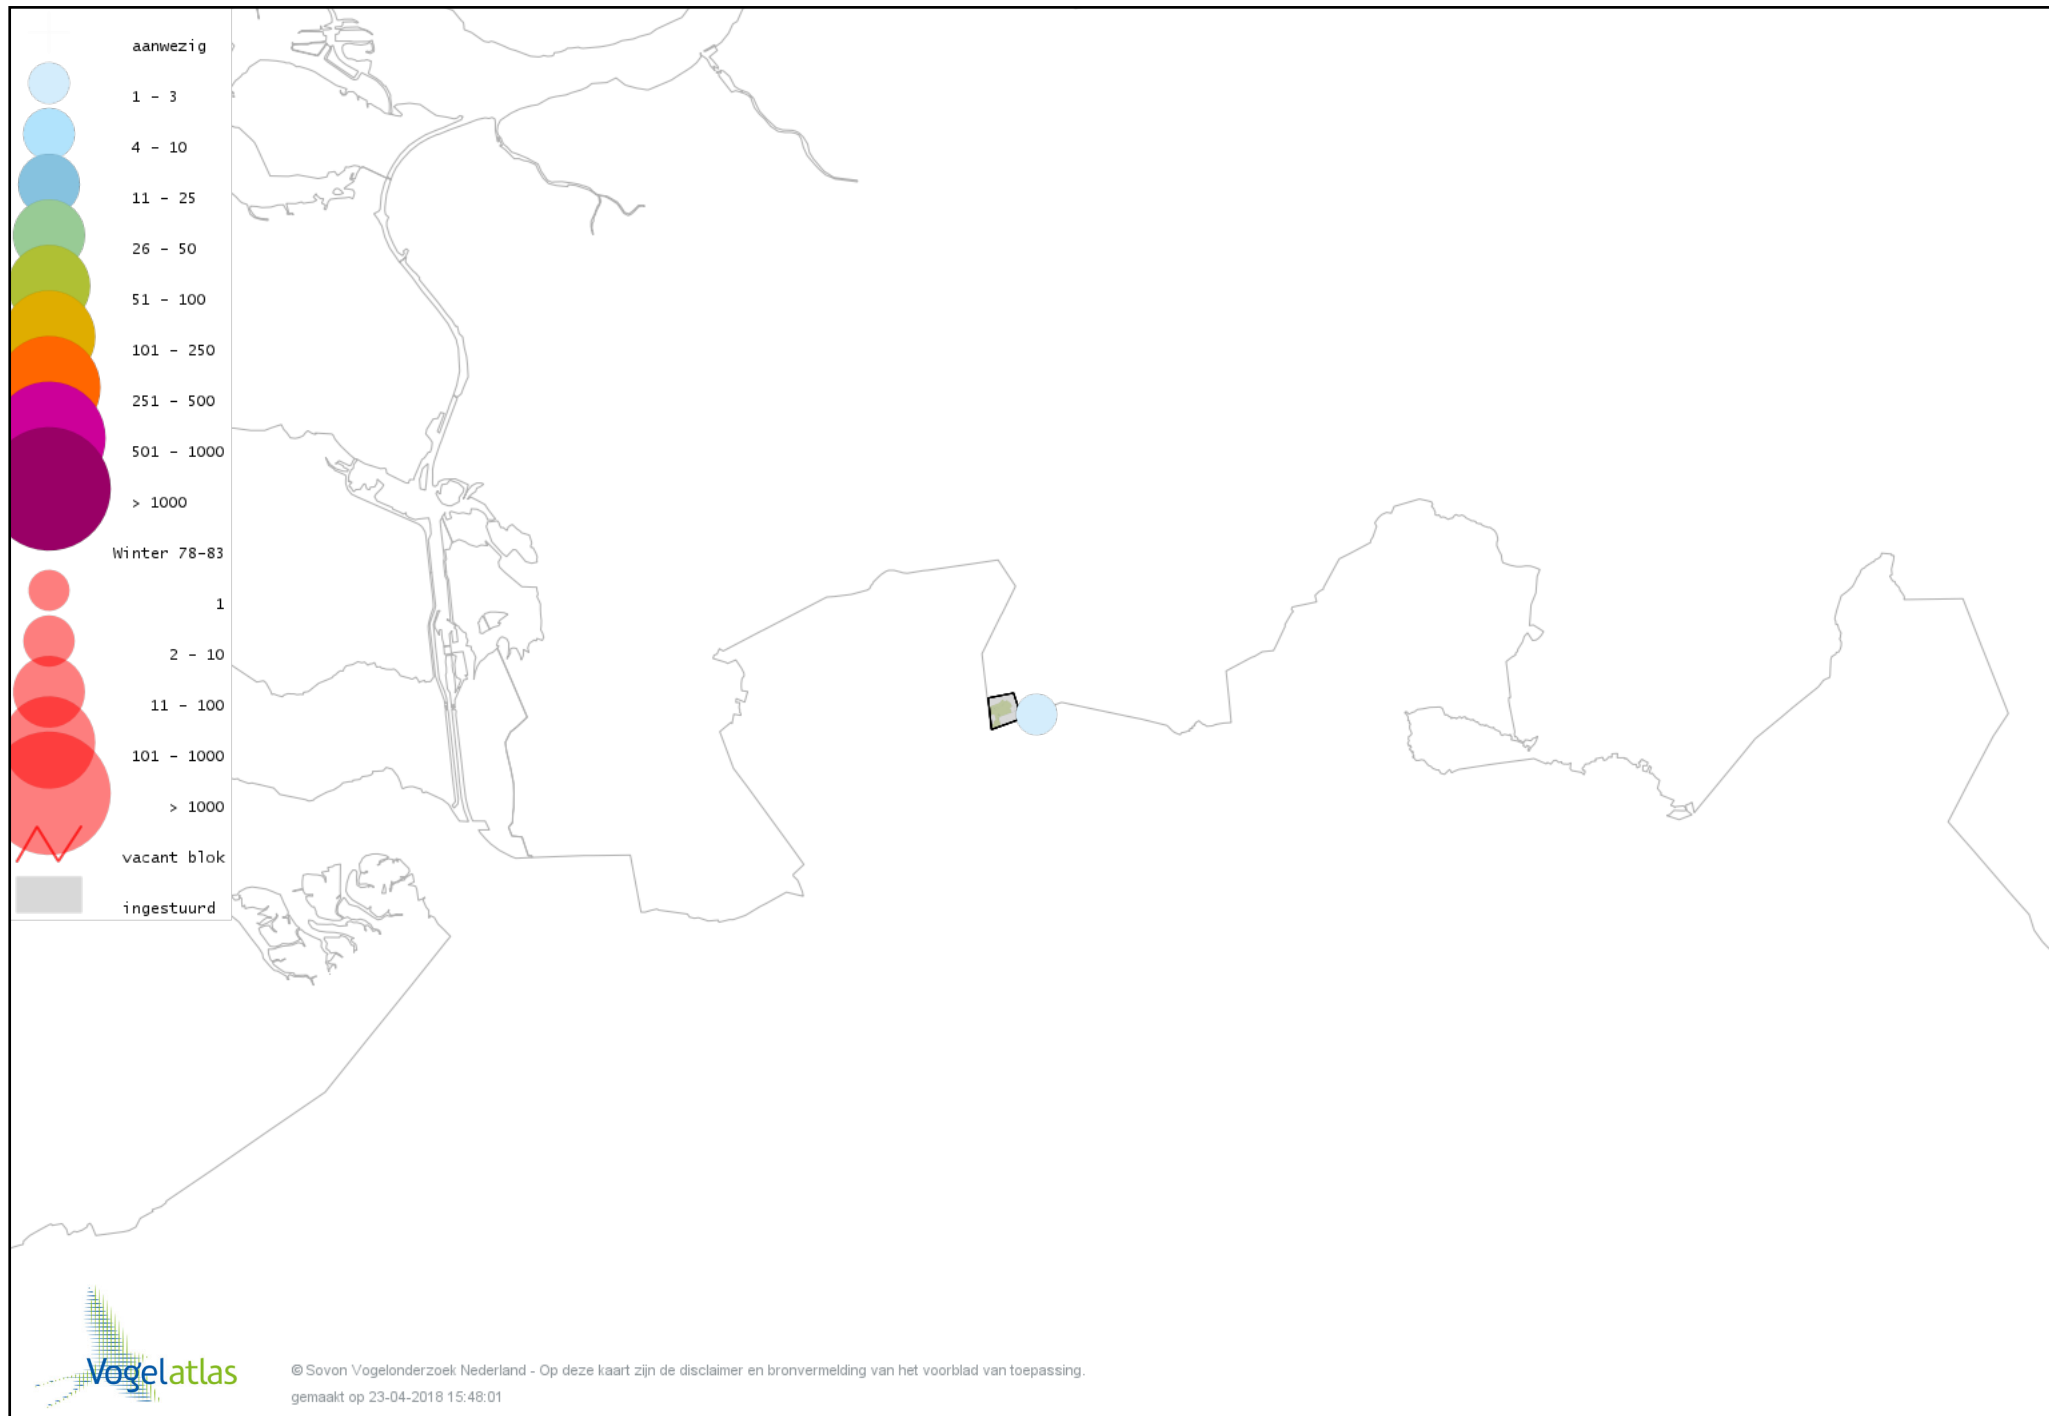 aanwezig
1 - 3
4 - 10
11 - 25
26 - 50
51 - 100
101 - 250
251 - 500
501 - 1000
> 1000
Winter 78-83
1
2 - 10
11 - 100
101 - 1000
> 1000
vacant blok
ingestuurd
Vogelatlas
© Sovon Vogelonderzoek Nederland - Op deze kaart zijn de disclaimer en bronvermelding van het voorblad van toepassing.
gemaakt op 23-04-2018 15:48:01